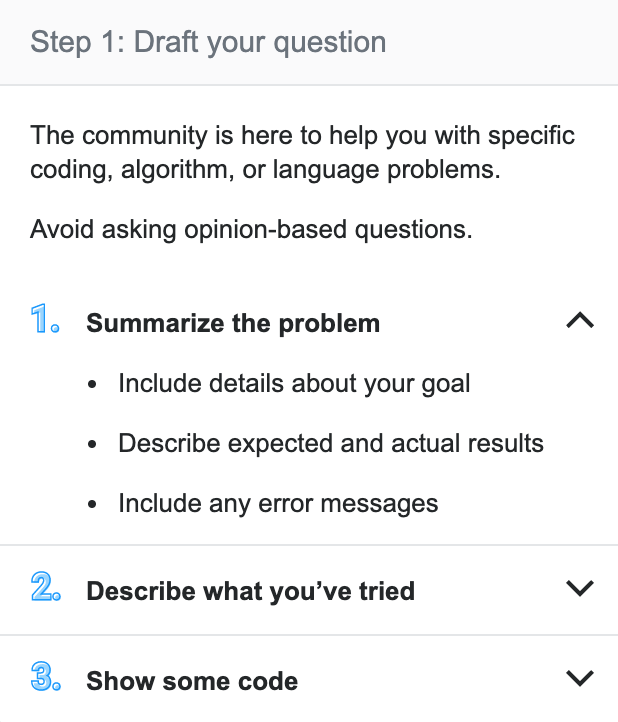 Step 1: Draft your question
The community is here to help you with specific
coding, algorithm, or language problems.
Avoid asking opinion-based questions.
1. Summarize the problem
• Include details about your goal
• Describe expected and actual results
• Include any error messages
2. Describe what you’ve tried
3. Show some code